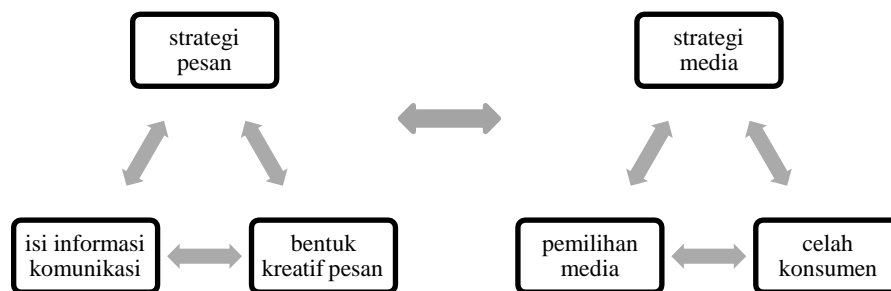 strategi
pesan
strategi
media
isi informasi
komunikasi
bentuk
kreatif pesan
pemilihan
media
celah
konsumen